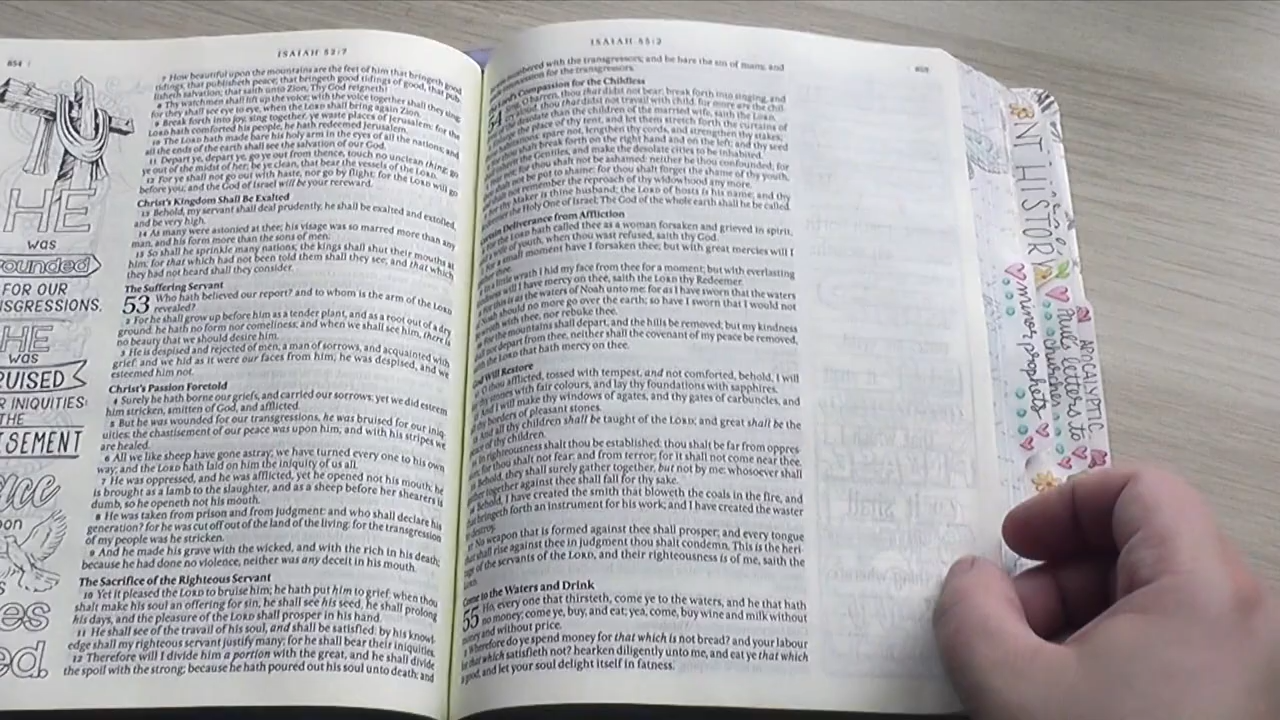 854
ISAIAH 52:7
7 How beautiful upon the mountains are the feet of him that bringeth good
tidings, that publisheth peace; that bringeth good tidings of good, that pub-
lisheth salvation; that saith unto Zion, Thy God reigneth!
8 Thy watchmen shall lift up the voice; with the voice together shall they sing:
for they shall see eye to eye, when the LORD shall bring again Zion.
9 Break forth into joy, sing together, ye waste places of Jerusalem: for the
LORD hath comforted his people, he hath redeemed Jerusalem.
10 The LORD hath made bare his holy arm in the eyes of all the nations; and
all the ends of the earth shall see the salvation of our God.
11 Depart ye, depart ye, go ye out from thence, touch no unclean thing; go
ye out of the midst of her; be ye clean, that bear the vessels of the LORD.
12 For ye shall not go out with haste, nor go by flight: for the LORD will go
before you; and the God of Israel will be your rereward.
Christ's Kingdom Shall Be Exalted
13 Behold, my servant shall deal prudently, he shall be exalted and extolled,
and be very high.
14 As many were astonied at thee; his visage was so marred more than any
man, and his form more than the sons of men:
15 So shall he sprinkle many nations; the kings shall shut their mouths at
him: for that which had not been told them shall they see; and that which
they had not heard shall they consider.
The Suffering Servant
53 Who hath believed our report? and to whom is the arm of the LORD
revealed?
2 For he shall grow up before him as a tender plant, and as a root out of a dry
ground: he hath no form nor comeliness; and when we shall see him, there is
no beauty that we should desire him.
3 He is despised and rejected of men; a man of sorrows, and acquainted with
grief: and we hid as it were our faces from him; he was despised, and we
esteemed him not.
Christ's Passion Foretold
4 Surely he hath borne our griefs, and carried our sorrows: yet we did esteem
him stricken, smitten of God, and afflicted.
5 But he was wounded for our transgressions, he was bruised for our iniq-
uities: the chastisement of our peace was upon him; and with his stripes we
are healed.
6 All we like sheep have gone astray; we have turned every one to his own
way; and the LORD hath laid on him the iniquity of us all.
7 He was oppressed, and he was afflicted, yet he opened not his mouth: he
is brought as a lamb to the slaughter, and as a sheep before her shearers is
dumb, so he openeth not his mouth.
8 He was taken from prison and from judgment: and who shall declare his
generation? for he was cut off out of the land of the living: for the transgression
of my people was he stricken.
9 And he made his grave with the wicked, and with the rich in his death;
because he had done no violence, neither was any deceit in his mouth.
The Sacrifice of the Righteous Servant
10 Yet it pleased the LORD to bruise him; he hath put him to grief: when thou
shalt make his soul an offering for sin, he shall see his seed, he shall prolong
his days, and the pleasure of the LORD shall prosper in his hand.
11 He shall see of the travail of his soul, and shall be satisfied: by his knowl-
edge shall my righteous servant justify many; for he shall bear their iniquities.
12 Therefore will I divide him a portion with the great, and he shall divide
the spoil with the strong; because he hath poured out his soul unto death: and
HE
was
FOR OUR
HE
was
INIQUITIES:
THE
ISAIAH 55:2
numbered with the transgressors; and he bare the sin of many, and
for the transgressors.
Compassion for the Childless
54 O barren, thou that didst not bear; break forth into singing, and
cry aloud, thou that didst not travail with child: for more are the chil-
desolate than the children of the married wife, saith the LORD.
the place of thy tent, and let them stretch forth the curtains of
spare not, lengthen thy cords, and strengthen thy stakes;
shalt break forth on the right hand and on the left; and thy seed
the Gentiles, and make the desolate cities to be inhabited.
for thou shalt not be ashamed: neither be thou confounded; for
not be put to shame: for thou shalt forget the shame of thy youth,
not remember the reproach of thy widowhood any more.
thy Maker is thine husband; the LORD of hosts is his name; and thy
the Holy One of Israel; The God of the whole earth shall he be called.
Deliverance from Affliction
the LORD hath called thee as a woman forsaken and grieved in spirit,
of youth, when thou wast refused, saith thy God.
a small moment have I forsaken thee; but with great mercies will I
thee.
little wrath I hid my face from thee for a moment; but with everlasting
will I have mercy on thee, saith the LORD thy Redeemer.
this is as the waters of Noah unto me: for as I have sworn that the waters
Noah should no more go over the earth; so have I sworn that I would not
wroth with thee, nor rebuke thee.
the mountains shall depart, and the hills be removed; but my kindness
not depart from thee, neither shall the covenant of my peace be removed,
the LORD that hath mercy on thee.
Will Restore
thou afflicted, tossed with tempest, and not comforted, behold, I will
thy stones with fair colours, and lay thy foundations with sapphires.
And I will make thy windows of agates, and thy gates of carbuncles, and
thy borders of pleasant stones.
And all thy children shall be taught of the LORD; and great shall be the
of thy children.
In righteousness shalt thou be established: thou shalt be far from oppres-
for thou shalt not fear: and from terror; for it shall not come near thee.
Behold, they shall surely gather together, but not by me: whosoever shall
gather together against thee shall fall for thy sake.
Behold, I have created the smith that bloweth the coals in the fire, and
that bringeth forth an instrument for his work; and I have created the waster
to destroy.
No weapon that is formed against thee shall prosper; and every tongue
that shall rise against thee in judgment thou shalt condemn. This is the heri-
tage of the servants of the LORD, and their righteousness is of me, saith the
LORD.
Come to the Waters and Drink
55 Ho, every one that thirsteth, come ye to the waters, and he that hath
no money; come ye, buy, and eat; yea, come, buy wine and milk without
money and without price.
2 Wherefore do ye spend money for that which is not bread? and your labour
for that which satisfieth not? hearken diligently unto me, and eat ye that which
is good, and let your soul delight itself in fatness.
NT HISTORY
minor prophets
Paul's letters to
churches
APOCALYPTIC